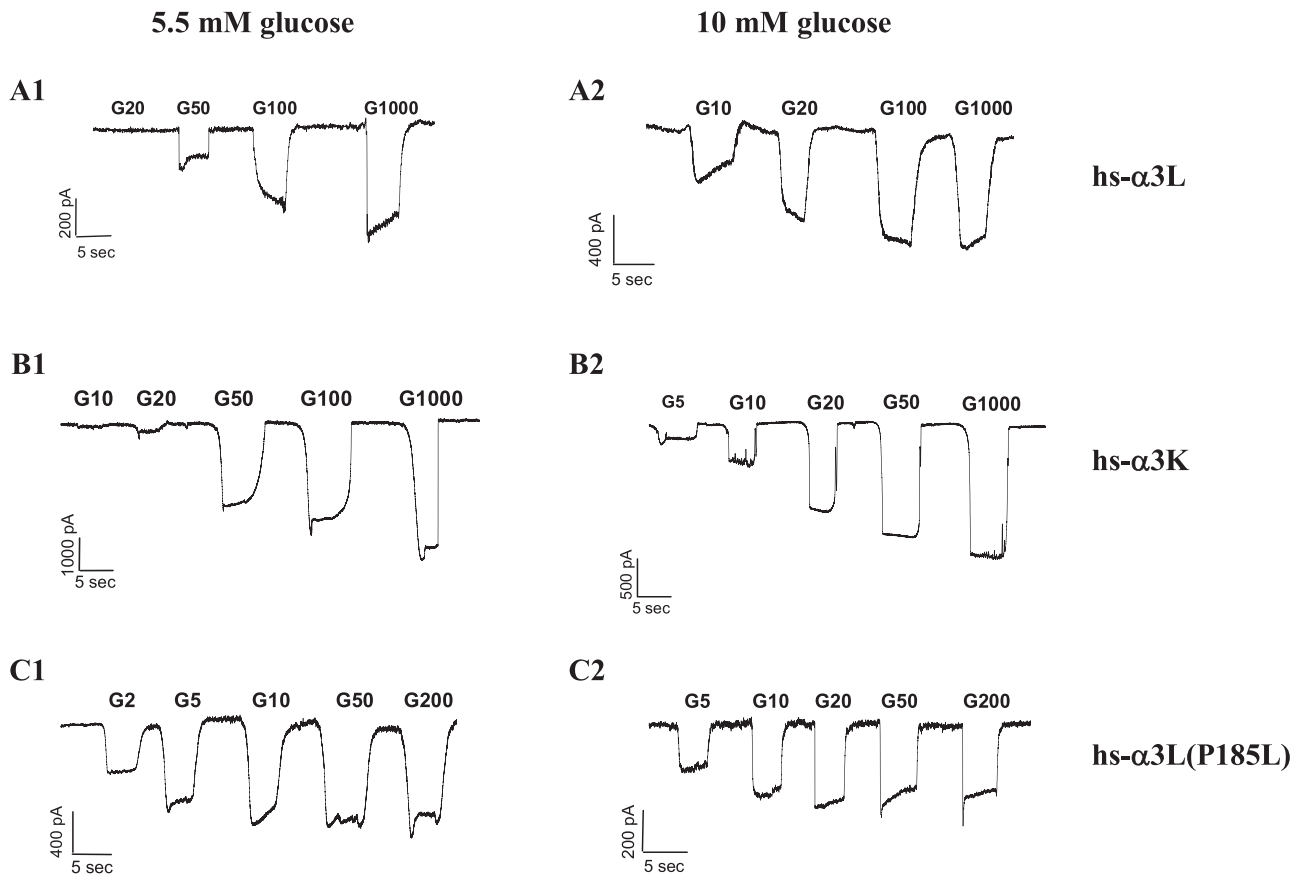 5.5 mM glucose
10 mM glucose
A1
G20 G50 G100 G1000
200 pA
5 sec
A2
G10 G20 G100 G1000
400 pA
5 sec
hs-α3L
B1
G10 G20 G50 G100 G1000
1000 pA
5 sec
B2
G5 G10 G20 G50 G1000
500 pA
5 sec
hs-α3K
C1
G2 G5 G10 G50 G200
400 pA
5 sec
C2
G5 G10 G20 G50 G200
200 pA
5 sec
hs-α3L(P185L)